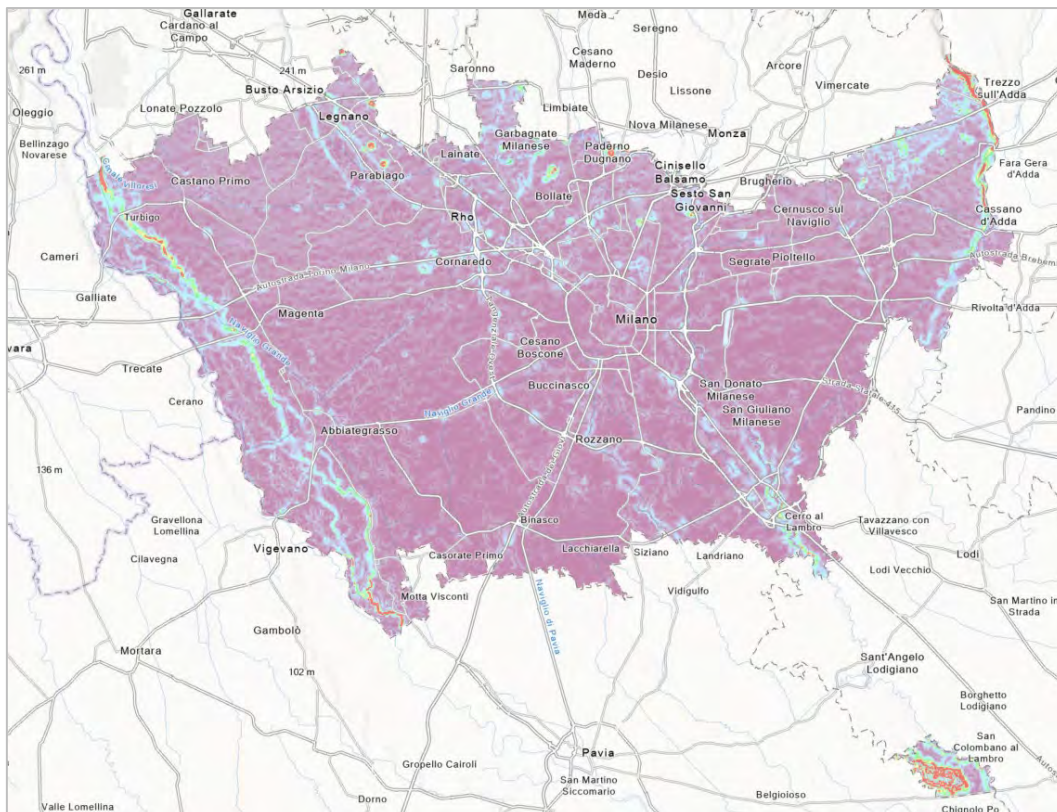 Gallarate
Cardano al
Campo
Meda
Seregno
261 m
241 m
Saronno
Cesano
Maderno
Desio
Arcore
Vimercate
Trezzo
sull'Adda
Busto Arsizio
Oleggio
Lonate Pozzolo
Legnano
Limbiate
Lissone
Bellinzago
Novarese
Garbagnate
Milanese
Nova Milanese
Monza
Lainate
Paderno
Dugnano
Cinisello
Balsamo
Fara Gera
d'Adda
Canale Villoresi
Castano Primo
Parabiago
Bollate
Sesto San
Giovanni
Brugherio
Turbigo
Rho
Cernusco sul
Naviglio
Cassano
d'Adda
Cameri
Cornaredo
Segrate
Pioltello
Autostrada Torino-Milano
Galliate
Magenta
Milano
Rivolta d'Adda
Trecate
Cesano
Boscone
Cerano
Buccinasco
Naviglio Grande
San Donato
Milanese
San Giuliano
Milanese
Pandino
Abbiategrasso
Rozzano
136 m
Gravellona
Lomellina
Cilavegna
Vigevano
Binasco
Cerro al
Lambro
Tavazzano con
Villavesco
Casorate Primo
Lacchiarella
Siziano
Landriano
Lodi
Lodi Vecchio
Motta Visconti
Vidigulfo
San Martino in
Strada
Naviglio di
Pavia
Gambolò
Mortara
102 m
Sant'Angelo
Lodigiano
Borghetto
Lodigiano
San
Colombano al
Lambro
Pavia
Gropello Cairoli
San Martino
Siccomario
Dorno
Belgioioso
Valle Lomellina
Chignolo Po